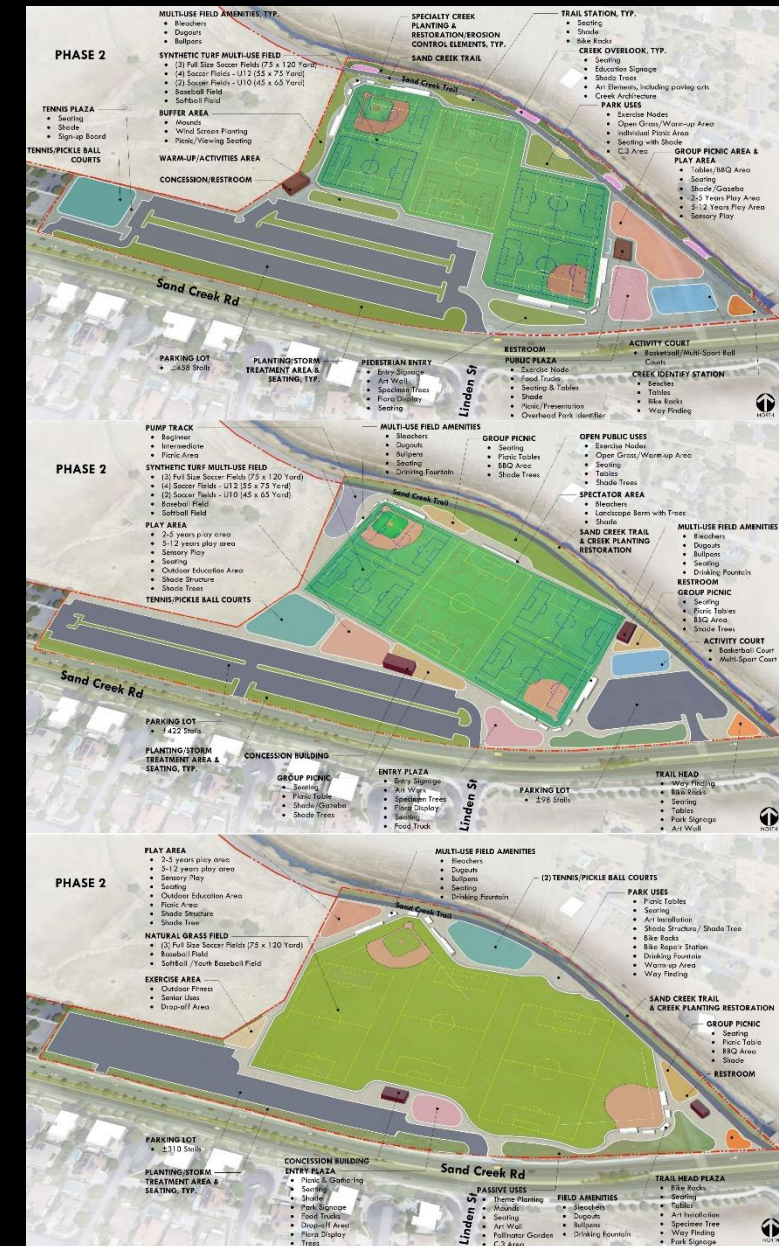 MULTI-USE FIELD AMENITIES, TYP.
• Bleachers
• Dugouts
• Bullpens
SPECIALTY CREEK
PLANTING &
RESTORATION/EROSION
CONTROL ELEMENTS, TYP.
TRAIL STATION, TYP.
• Seating
• Shade
• Bike Racks
PHASE 2
SYNTHETIC TURF MULTI-USE FIELD
• (3) Full Size Soccer Fields (75 x 120 Yard)
• (4) Soccer Fields - U12 (55 x 75 Yard)
• (2) Soccer Fields - U10 (45 x 65 Yard)
• Baseball Field
• Softball Field
SAND CREEK TRAIL
Sand Creek Trail
CREEK OVERLOOK, TYP.
• Seating
• Education Signage
• Shade Trees
• Art Elements, including paving arts
• Creek Architecture
TENNIS PLAZA
• Seating
• Shade
• Sign-up Board
BUFFER AREA
• Mounds
• Wind Screen Planting
• Picnic/Viewing Seating
PARK USES
• Exercise Nodes
• Open Grass/Warm-up Area
• Individual Picnic Area
• Seating with Shade
• C.3 Area
TENNIS/PICKLE BALL
COURTS
WARM-UP/ACTIVITIES AREA
CONCESSION/RESTROOM
GROUP PICNIC AREA &
PLAY AREA
• Tables/BBQ Area
• Seating
• Shade/Gazebo
• 2-5 Years Play Area
• 5-12 Years Play Area
• Sensory Play
Sand Creek Rd
PARKING LOT
• ±458 Stalls
PLANTING/STORM
TREATMENT AREA &
SEATING, TYP.
PEDESTRIAN ENTRY
• Entry Signage
• Art Wall
• Specimen Trees
• Flora Display
• Seating
Linden St
RESTROOM
PUBLIC PLAZA
• Exercise Node
• Food Trucks
• Seating & Tables
• Shade
• Picnic/Presentation
• Overhead Park Identifier
ACTIVITY COURT
• Basketball/Multi-Sport Ball
Courts
CREEK IDENTIFY STATION
• Benches
• Tables
• Bike Racks
• Way Finding
NORTH
PHASE 2
PUMP TRACK
• Beginner
• Intermediate
• Picnic Area
MULTI-USE FIELD AMENITIES
• Bleachers
• Dugouts
• Bullpens
• Seating
• Drinking Fountain
GROUP PICNIC
• Seating
• Picnic Tables
• BBQ Area
• Shade Trees
OPEN PUBLIC USES
• Exercise Nodes
• Open Grass/Warm-up Area
• Seating
• Tables
• Shade Trees
SYNTHETIC TURF MULTI-USE FIELD
• (3) Full Size Soccer Fields (75 x 120 Yard)
• (4) Soccer Fields - U12 (55 x 75 Yard)
• (2) Soccer Fields - U10 (45 x 65 Yard)
• Baseball Field
• Softball Field
Sand Creek Trail
SPECTATOR AREA
• Bleachers
• Landscape Berm with Trees
• Shade
SAND CREEK TRAIL
& CREEK PLANTING
RESTORATION
PLAY AREA
• 2-5 years play area
• 5-12 years play area
• Sensory Play
• Seating
• Outdoor Education Area
• Shade Structure
• Shade Trees
MULTI-USE FIELD AMENITIES
• Bleachers
• Dugouts
• Bullpens
• Seating
• Drinking Fountain
RESTROOM
GROUP PICNIC
• Seating
• Picnic Tables
• BBQ Area
• Shade Trees
TENNIS/PICKLE BALL COURTS
ACTIVITY COURT
• Basketball Court
• Multi-Sport Court
Sand Creek Rd
PARKING LOT
• ±422 Stalls
PLANTING/STORM
TREATMENT AREA &
SEATING, TYP.
CONCESSION BUILDING
GROUP PICNIC
• Seating
• Picnic Table
• Shade/Gazebo
• Shade Trees
ENTRY PLAZA
• Entry Signage
• Art Work
• Specimen Trees
• Flora Display
• Seating
• Food Truck
Linden St
PARKING LOT
• ±98 Stalls
TRAIL HEAD
• Way Finding
• Bike Racks
• Seating
• Tables
• Park Signage
• Art Wall
NORTH
PHASE 2
PLAY AREA
• 2-5 years play area
• 5-12 years play area
• Sensory Play
• Seating
• Outdoor Education Area
• Picnic Area
• Shade Structure
• Shade Tree
MULTI-USE FIELD AMENITIES
• Bleachers
• Dugouts
• Bullpens
• Seating
• Drinking Fountain
(2) TENNIS/PICKLE BALL COURTS
PARK USES
• Picnic Tables
• Seating
• Art Installation
• Shade Structure/ Shade Tree
• Bike Racks
• Bike Repair Station
• Drinking Fountain
• Warm-up Area
• Way Finding
Sand Creek Trail
NATURAL GRASS FIELD
• (3) Full Size Soccer Fields (75 x 120 Yard)
• Baseball Field
• SoftBall /Youth Baseball Field
EXERCISE AREA
• Outdoor Fitness
• Senior Uses
• Drop-off Area
SAND CREEK TRAIL
& CREEK PLANTING RESTORATION
GROUP PICNIC
• Seating
• Picnic Table
• BBQ Area
• Shade
RESTROOM
PARKING LOT
• ±310 Stalls
PLANTING/STORM
TREATMENT AREA &
SEATING, TYP.
CONCESSION BUILDING
ENTRY PLAZA
• Picnic & Gathering
• Seating
• Shade
• Park Signage
• Food Trucks
• Drop-off Area
• Flora Display
• Trees
Sand Creek Rd
Linden St
PASSIVE USES
• Theme Planting
• Mounds
• Seating
• Art Wall
• Pollinator Garden
• C.3 Area
FIELD AMENITIES
• Bleachers
• Dugouts
• Bullpens
• Drinking Fountain
TRAIL HEAD PLAZA
• Bike Racks
• Seating
• Tables
• Art Installation
• Specimen Tree
• Way Finding
• Park Signage
NORTH